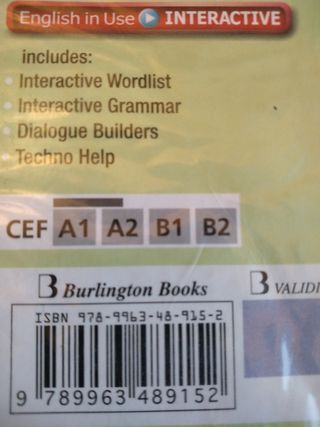 English in Use INTERACTIVE
includes:
• Interactive Wordlist
• Interactive Grammar
• Dialogue Builders
• Techno Help
CEF A1 A2 B1 B2
B Burlington Books
B VALIDI
ISBN 978-9963-48-915-2
9 789963 489152